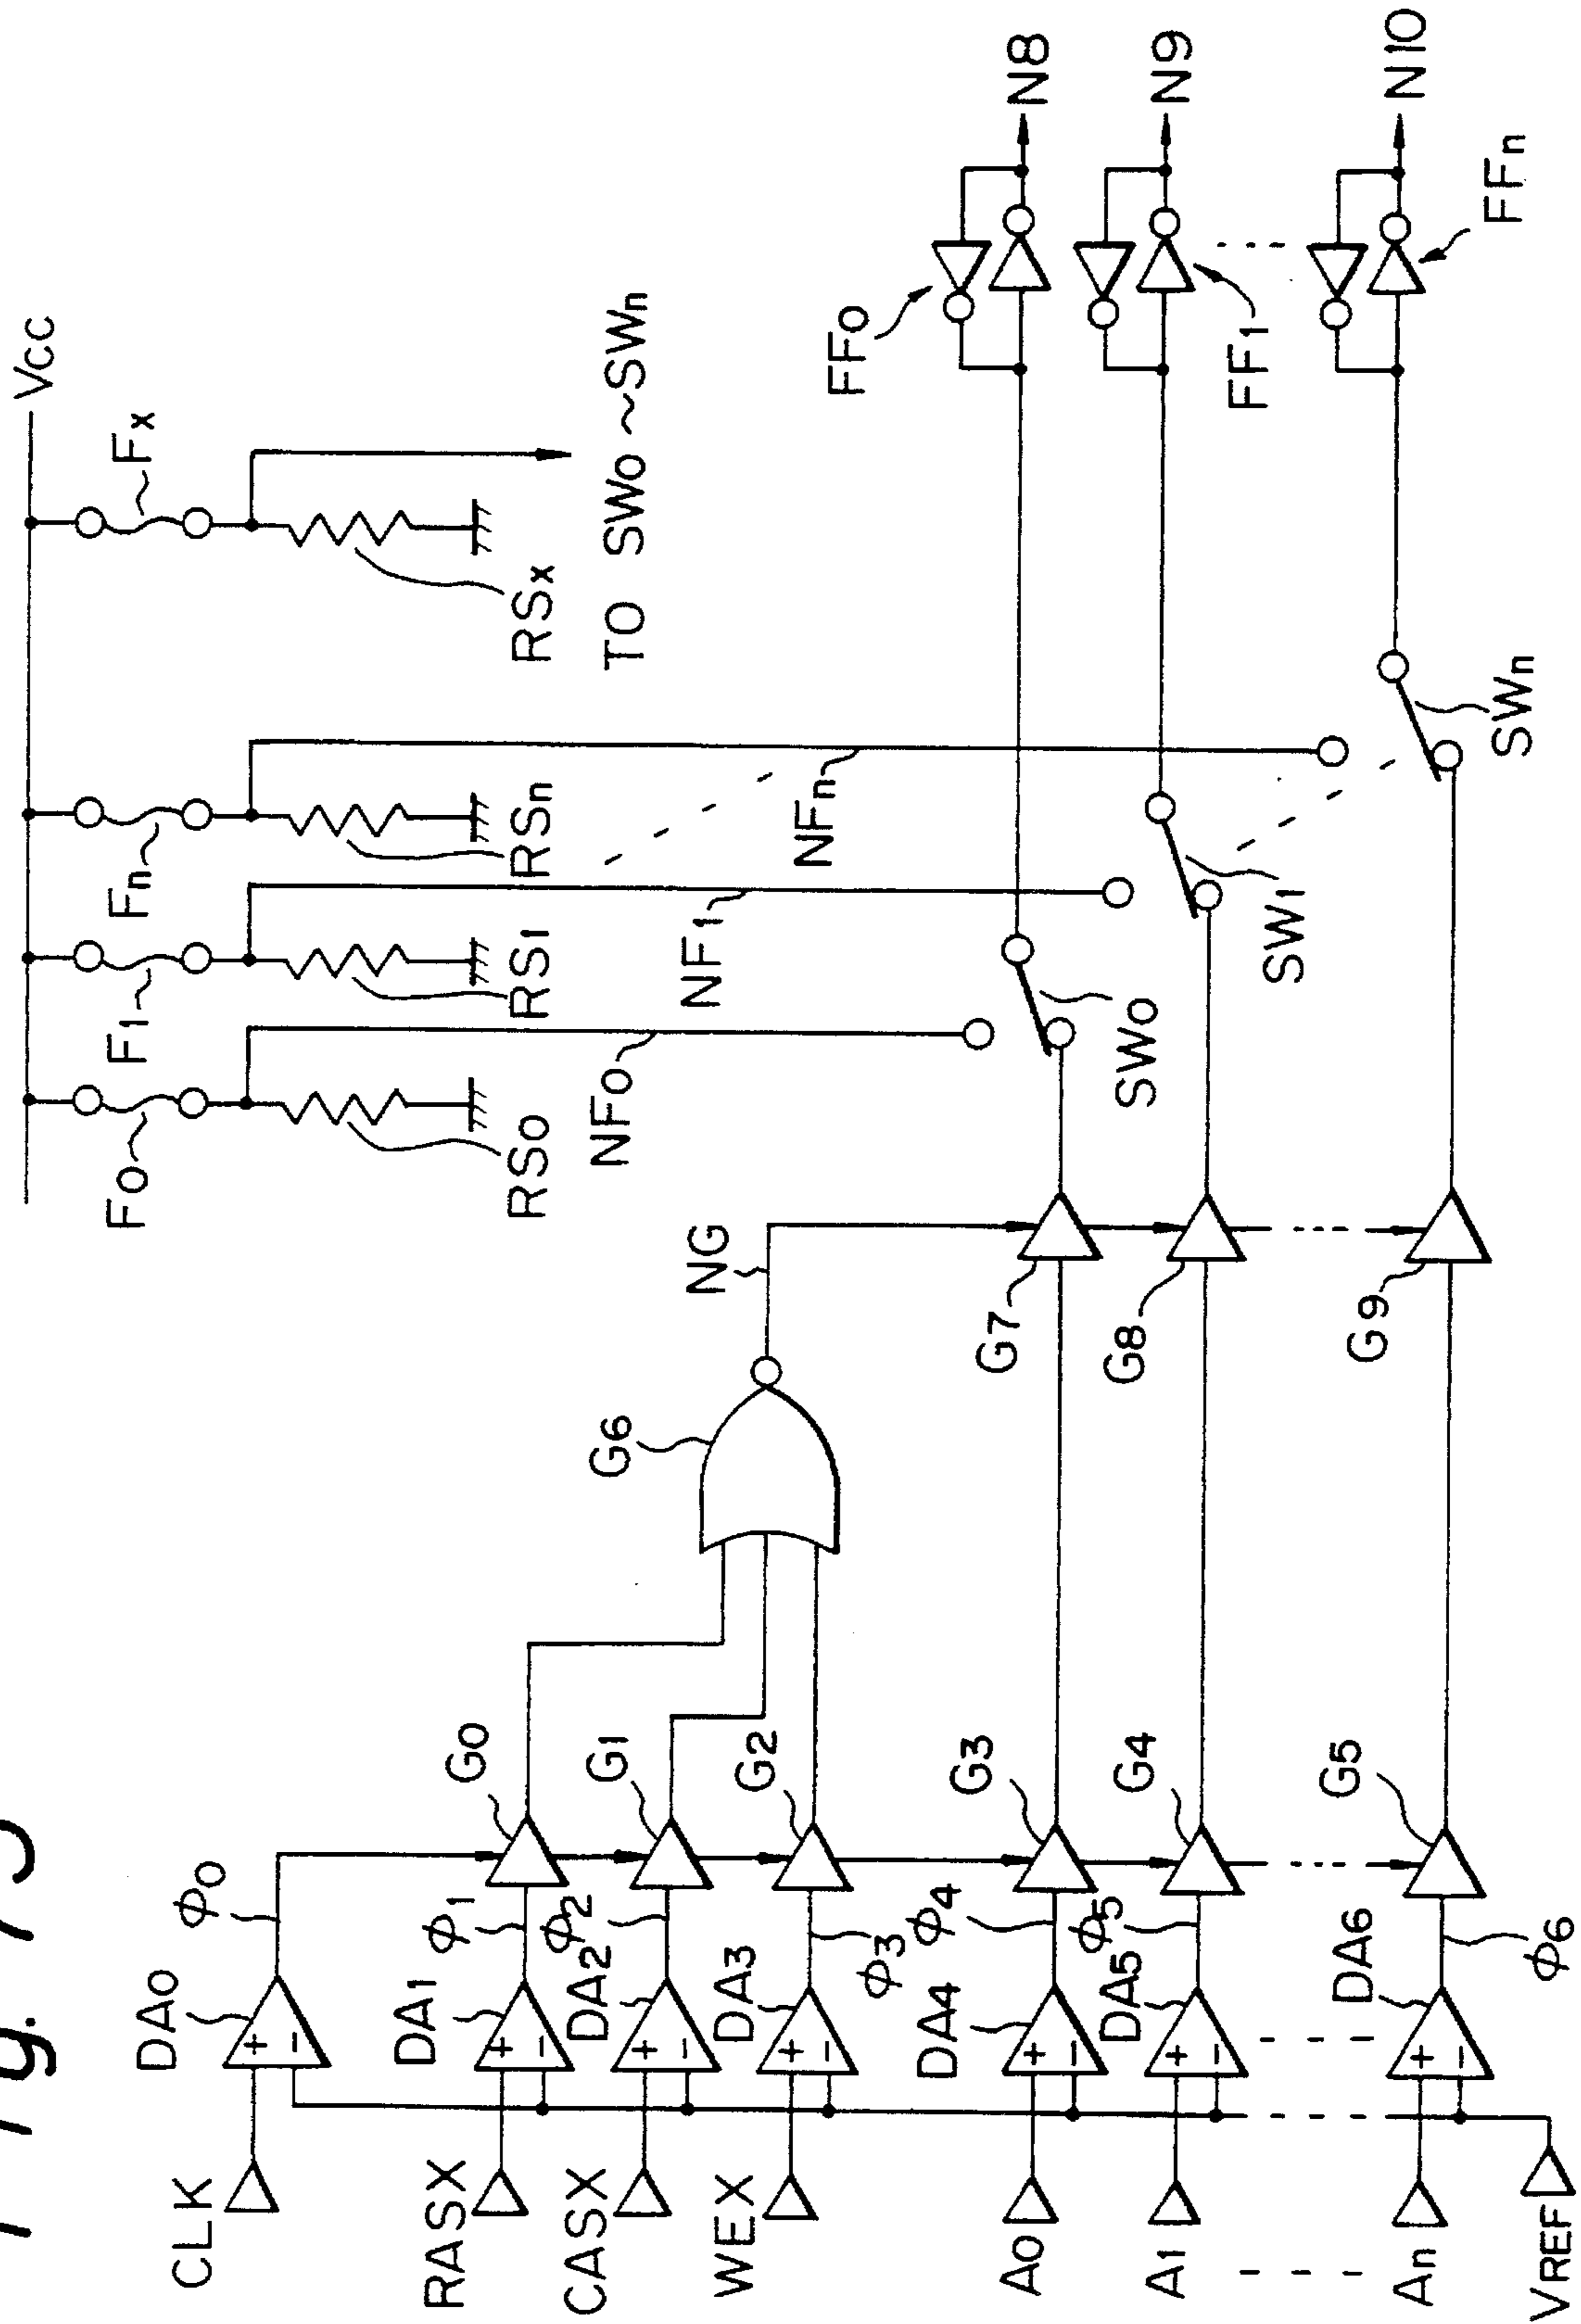 VCC
F0
F1
Fn
Fx
RS0
RS1
RSn
RSx
TO SW0 ~ SWn
NF0
NF1
NFn
CLK
DA0
+
-
φ0
RASX
DA1
+
-
φ1
G0
CASX
DA2
+
-
φ2
G1
WEX
DA3
+
-
φ3
G2
G6
NG
A0
DA4
+
-
φ4
G3
G7
SW0
FF0
N8
A1
DA5
+
-
φ5
G4
G8
SW1
FF1
N9
An
DA6
+
-
φ6
G5
G9
SWn
FFn
N10
VREF